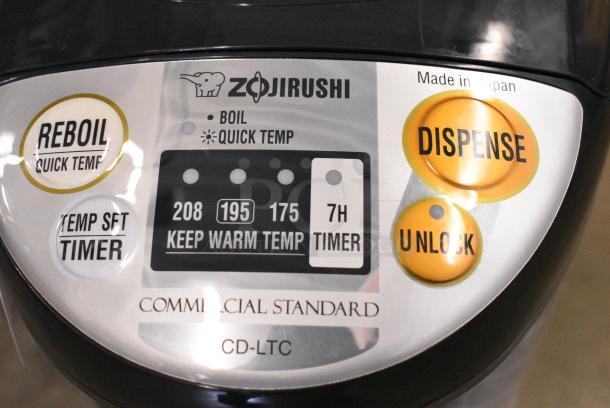 ZOJIRUSHI
Made in Japan
• BOIL
QUICK TEMP
REBOIL
QUICK TEMP
DISPENSE
208 195 175 7H
KEEP WARM TEMP TIMER
TEMP SET
TIMER
UNLOCK
COMMERCIAL STANDARD
CD-LTC